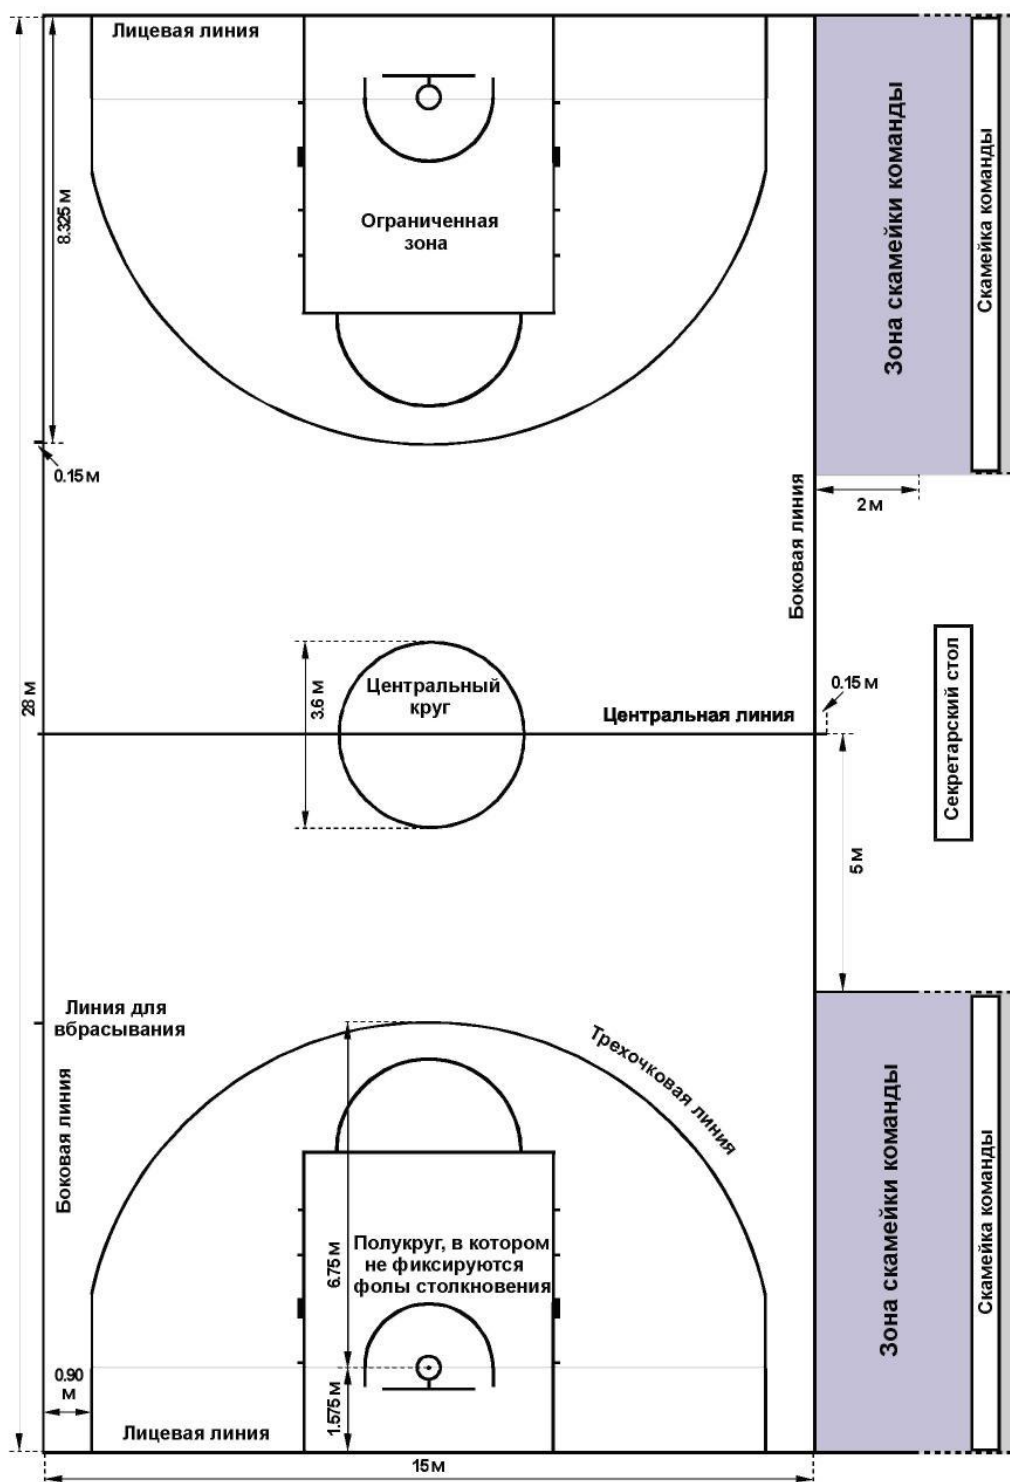 Лицевая линия
8.325 м
Ограниченная
зона
Зона скамейки команды
Скамейка команды
0.15 м
2 м
Боковая линия
28 м
3.6 м
Центральный
круг
Центральная линия
0.15 м
Секретарский стол
5 м
Линия для
вбрасывания
Трехочковая линия
Боковая линия
6.75 м
Полукруг, в котором
не фиксируются
фолы столкновения
Зона скамейки команды
Скамейка команды
0.90
м
1.575 м
Лицевая линия
15 м